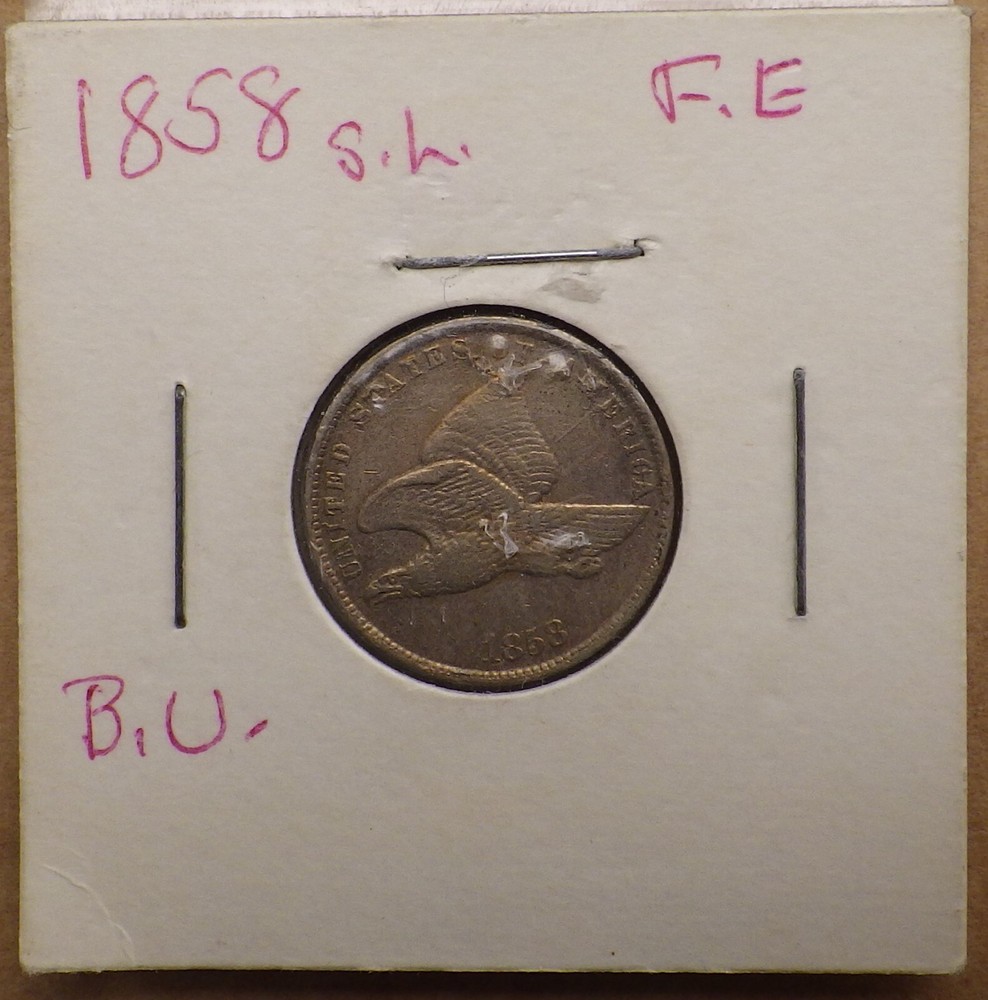 1858 s.L. F.E
UNITED STATES OF AMERICA
1858
B.U.